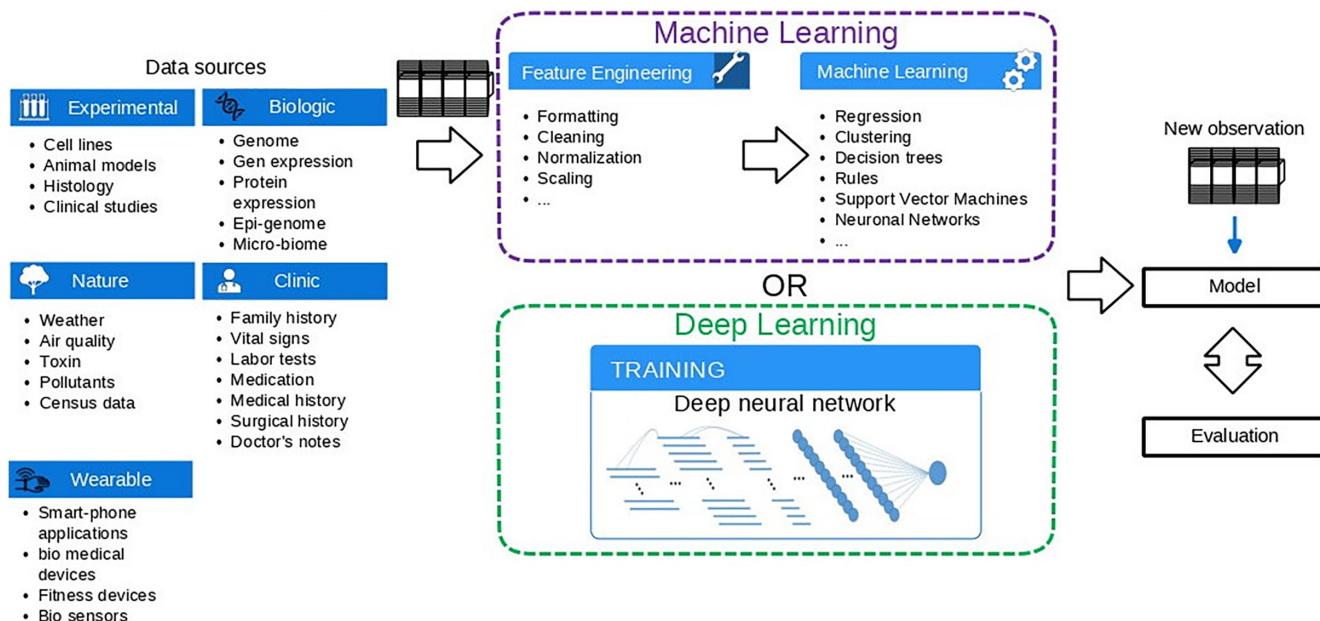 Data sources
Experimental
• Cell lines
• Animal models
• Histology
• Clinical studies
Biologic
• Genome
• Gen expression
• Protein
expression
• Epi-genome
• Micro-biome
Nature
• Weather
• Air quality
• Toxin
• Pollutants
• Census data
Clinic
• Family history
• Vital signs
• Labor tests
• Medication
• Medical history
• Surgical history
• Doctor's notes
Wearable
• Smart-phone
applications
• bio medical
devices
• Fitness devices
• Bio sensors
Machine Learning
Feature Engineering
• Formatting
• Cleaning
• Normalization
• Scaling
• ...
Machine Learning
• Regression
• Clustering
• Decision trees
• Rules
• Support Vector Machines
• Neuronal Networks
• ...
OR
Deep Learning
TRAINING
Deep neural network
New observation
Model
Evaluation